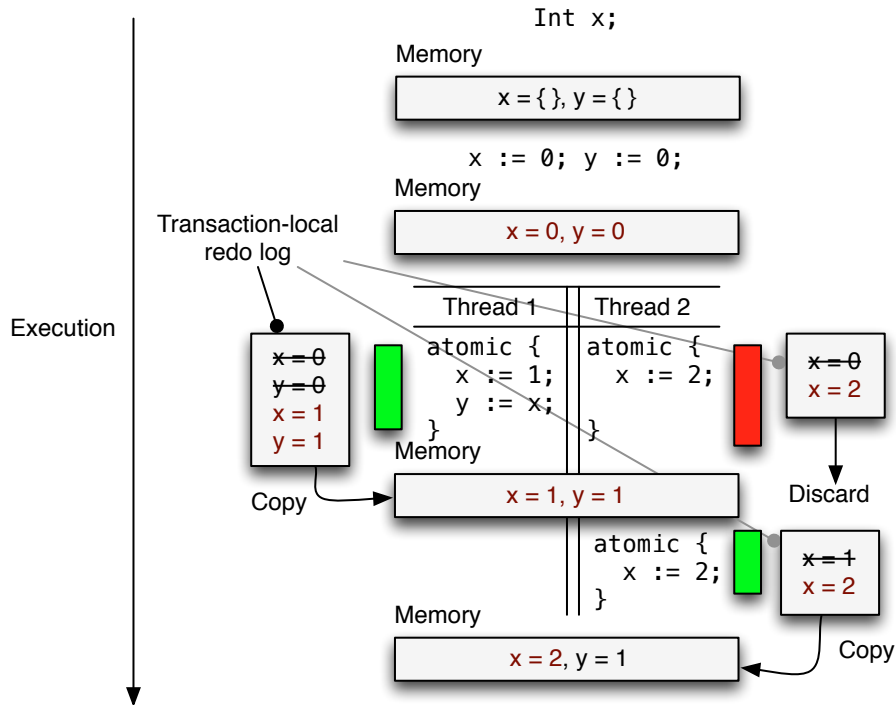 Int x;
Memory
x = { }, y = { }
x := 0; y := 0;
Memory
x = 0, y = 0
Transaction-local
redo log
Execution
Thread 1
Thread 2
x = 0
y = 0
x = 1
y = 1
atomic {
x := 1;
y := x;
}
atomic {
x := 2;
}
x = 0
x = 2
Discard
Copy
Memory
x = 1, y = 1
atomic {
x := 2;
}
x = 1
x = 2
Copy
Memory
x = 2, y = 1